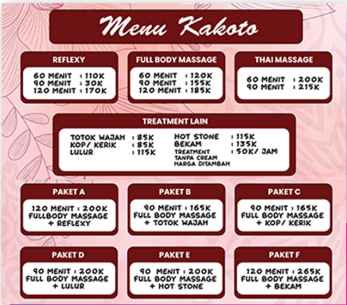 Menu Kakoto
REFLEXY
60 MENIT : 110K
90 MENIT : 30K
120 MENIT : 170K
FULL BODY MASSAGE
60 MENIT : 120K
90 MENIT : 155K
120 MENIT : 185K
THAI MASSAGE
60 MENIT : 200K
90 MENIT : 215K
TREATMENT LAIN
TOTOK WAJAH : 85K
KOP/ KERIK : 85K
LULUR : 115K
HOT STONE : 115K
BEKAM : 135K
TREATMENT : 50K/ JAM
TANPA CREAM
HARGA DITAMBAH
PAKET A
120 MENIT : 200K
FULLBODY MASSAGE
+ REFLEXY
PAKET B
90 MENIT : 165K
FULL BODY MASSAGE
+ TOTOK WAJAH
PAKET C
90 MENIT : 165K
FULL BODY MASSAGE
+ KOP/ KERIK
PAKET D
90 MENIT : 200K
FULL BODY MASSAGE
+ LULUR
PAKET E
90 MENIT : 200K
FULL BODY MASSAGE
+ HOT STONE
PAKET F
120 MENIT : 265K
FULL BODY MASSAGE
+ BEKAM